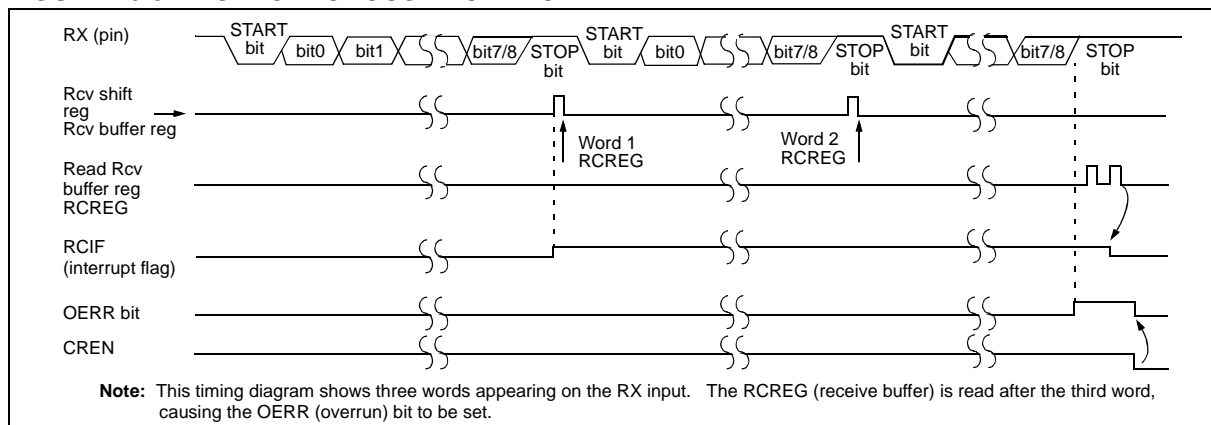 RX (pin)
START
bit
bit0
bit1
bit7/8
STOP
bit
START
bit
bit0
bit7/8
STOP
bit
START
bit
bit7/8
STOP
bit
Rcv shift
reg
Rcv buffer reg
Word 1
RCREG
Word 2
RCREG
Read Rcv
buffer reg
RCREG
RCIF
(interrupt flag)
OERR bit
CREN
Note: This timing diagram shows three words appearing on the RX input. The RCREG (receive buffer) is read after the third word,
causing the OERR (overrun) bit to be set.